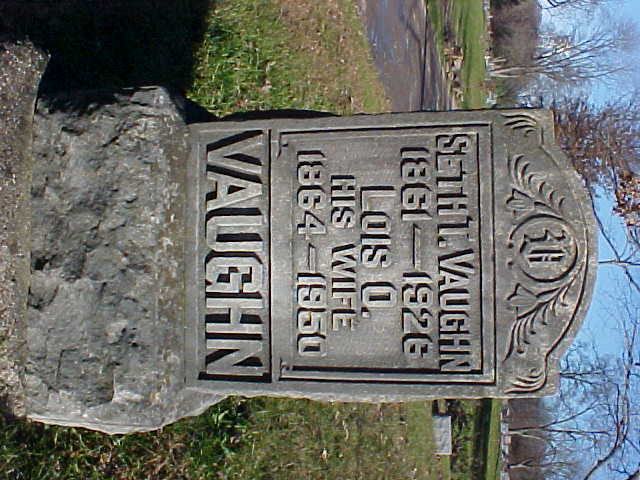 V
SETH T. VAUGHN
1861 — 1926
LOIS O.
HIS WIFE
1864 — 1950
VAUGHN